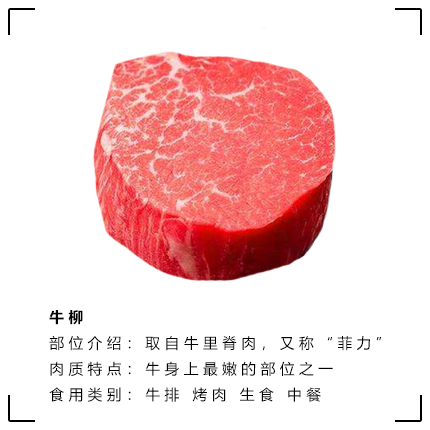 牛柳
部位介绍：取自牛里脊肉，又称“菲力”
肉质特点：牛身上最嫩的部位之一
食用类别：牛排 烤肉 生食 中餐